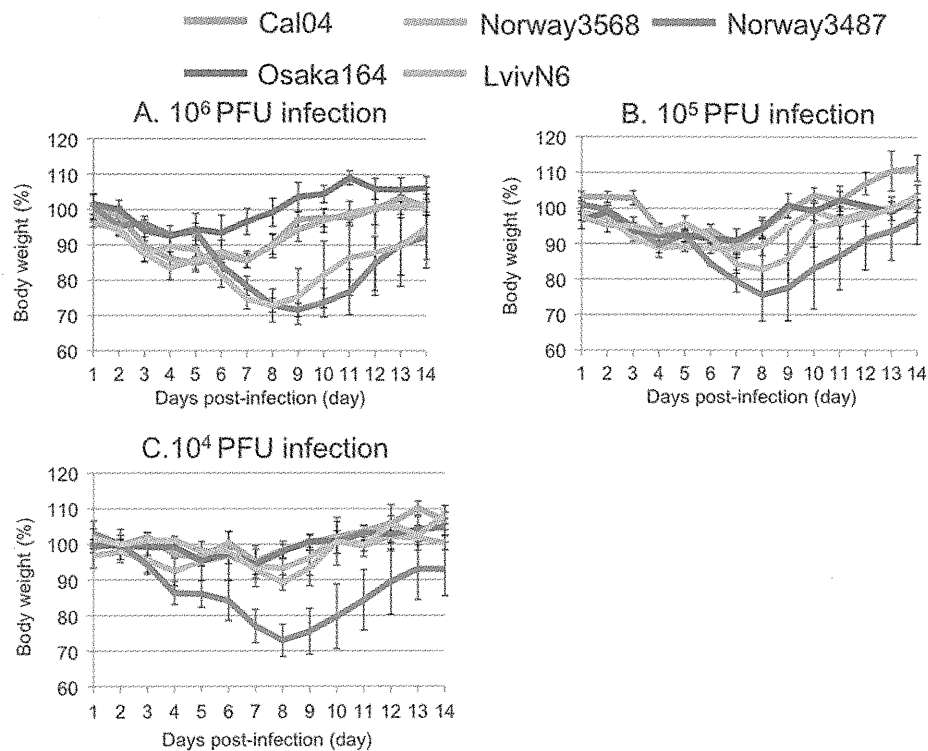 Cal04 Norway3568 Norway3487
Osaka164 LvivN6
A. 10⁶ PFU infection
120
110
100
90
80
70
60
Body weight (%)
1 2 3 4 5 6 7 8 9 10 11 12 13 14
Days post-infection (day)
B. 10⁵ PFU infection
120
110
100
90
80
70
60
Body weight (%)
1 2 3 4 5 6 7 8 9 10 11 12 13 14
Days post-infection (day)
C.10⁴ PFU infection
120
110
100
90
80
70
60
Body weight (%)
1 2 3 4 5 6 7 8 9 10 11 12 13 14
Days post-infection (day)